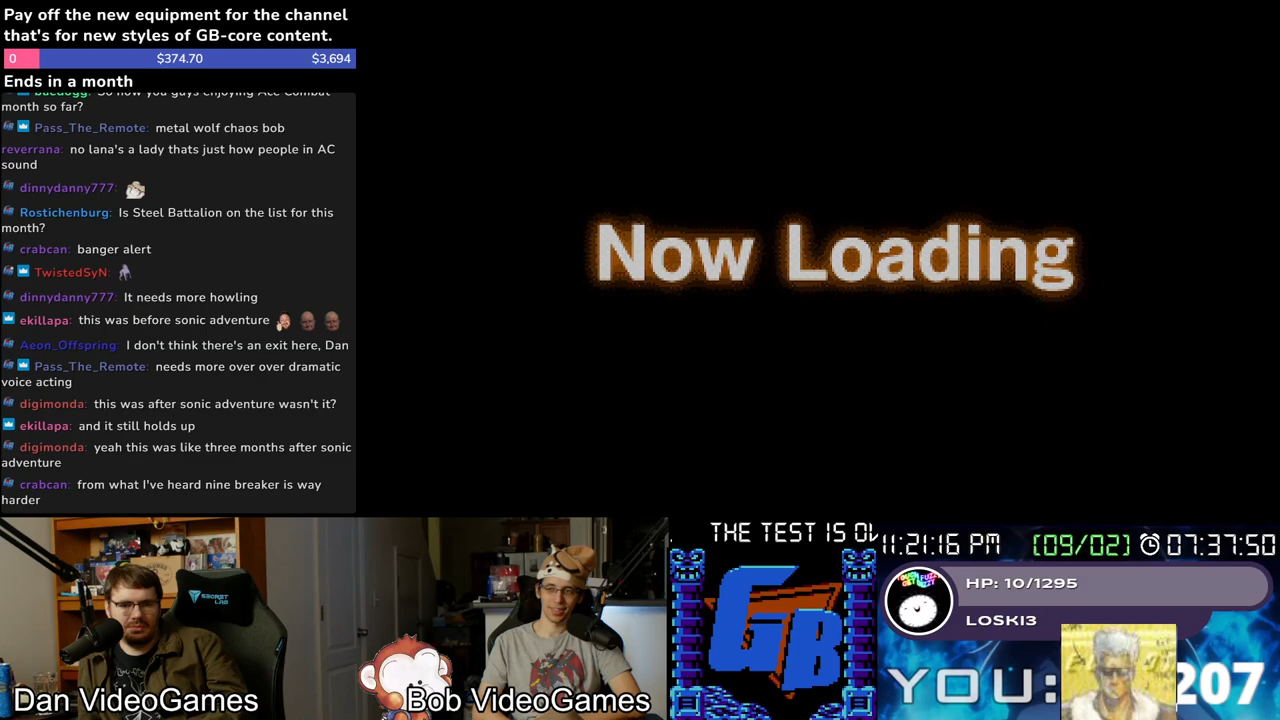 Pay off the new equipment for the channel
that's for new styles of GB-core content.
0 $374.70 $3,694
Ends in a month
baedogg: So how you guys enjoying Ace Combat
month so far?
Pass_The_Remote: metal wolf chaos bob
reverrana: no lana's a lady thats just how people in AC
sound
dinnydanny777:
Rostichenburg: Is Steel Battalion on the list for this
month?
crabcan: banger alert
TwistedSyN:
dinnydanny777: It needs more howling
ekillapa: this was before sonic adventure
Aeon_Offspring: I don't think there's an exit here, Dan
Pass_The_Remote: needs more over over dramatic
voice acting
digimonda: this was after sonic adventure wasn't it?
ekillapa: and it still holds up
digimonda: yeah this was like three months after sonic
adventure
crabcan: from what I've heard nine breaker is way
harder
Now Loading
SECRET
LAB
Dan VideoGames
Bob VideoGames
THE TEST IS
GB
11:21:16 PM [09/02] 07:37:50
HP: 10/1295
LOSKI3
YOU: 207